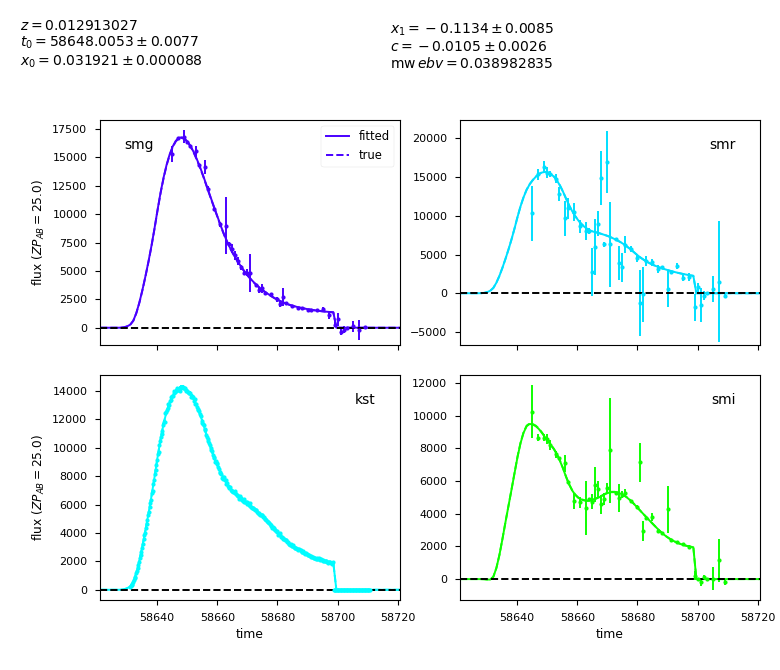 z = 0.012913027
t0 = 58648.0053 ± 0.0077
x0 = 0.031921 ± 0.000088
x1 = −0.1134 ± 0.0085
c = −0.0105 ± 0.0026
mw ebv = 0.038982835
smg
fitted
true
17500
15000
12500
10000
7500
5000
2500
0
flux (ZPAB = 25.0)
smr
20000
15000
10000
5000
0
−5000
kst
14000
12000
10000
8000
6000
4000
2000
0
flux (ZPAB = 25.0)
58640 58660 58680 58700 58720
time
smi
12000
10000
8000
6000
4000
2000
0
58640 58660 58680 58700 58720
time